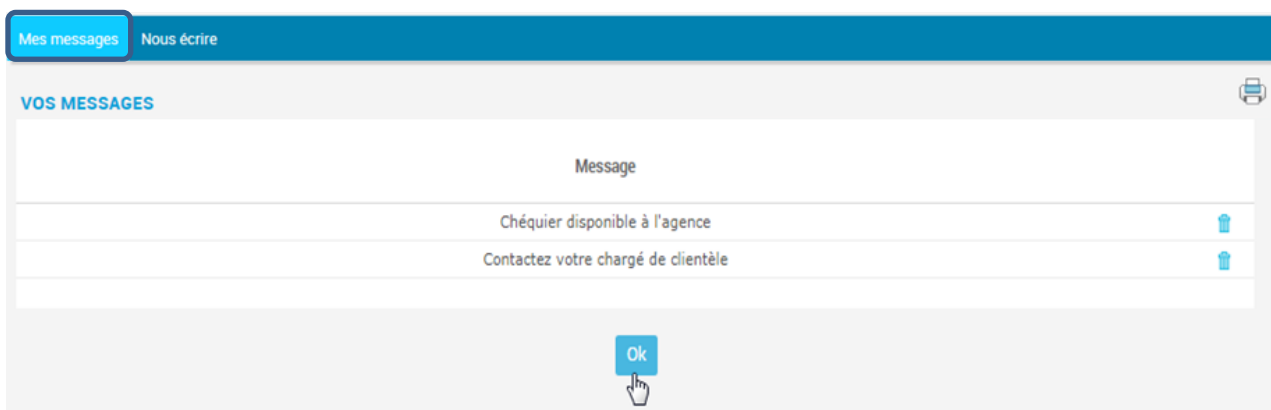 Mes messages Nous écrire
VOS MESSAGES
Message
Chéquier disponible à l'agence
Contactez votre chargé de clientèle
Ok